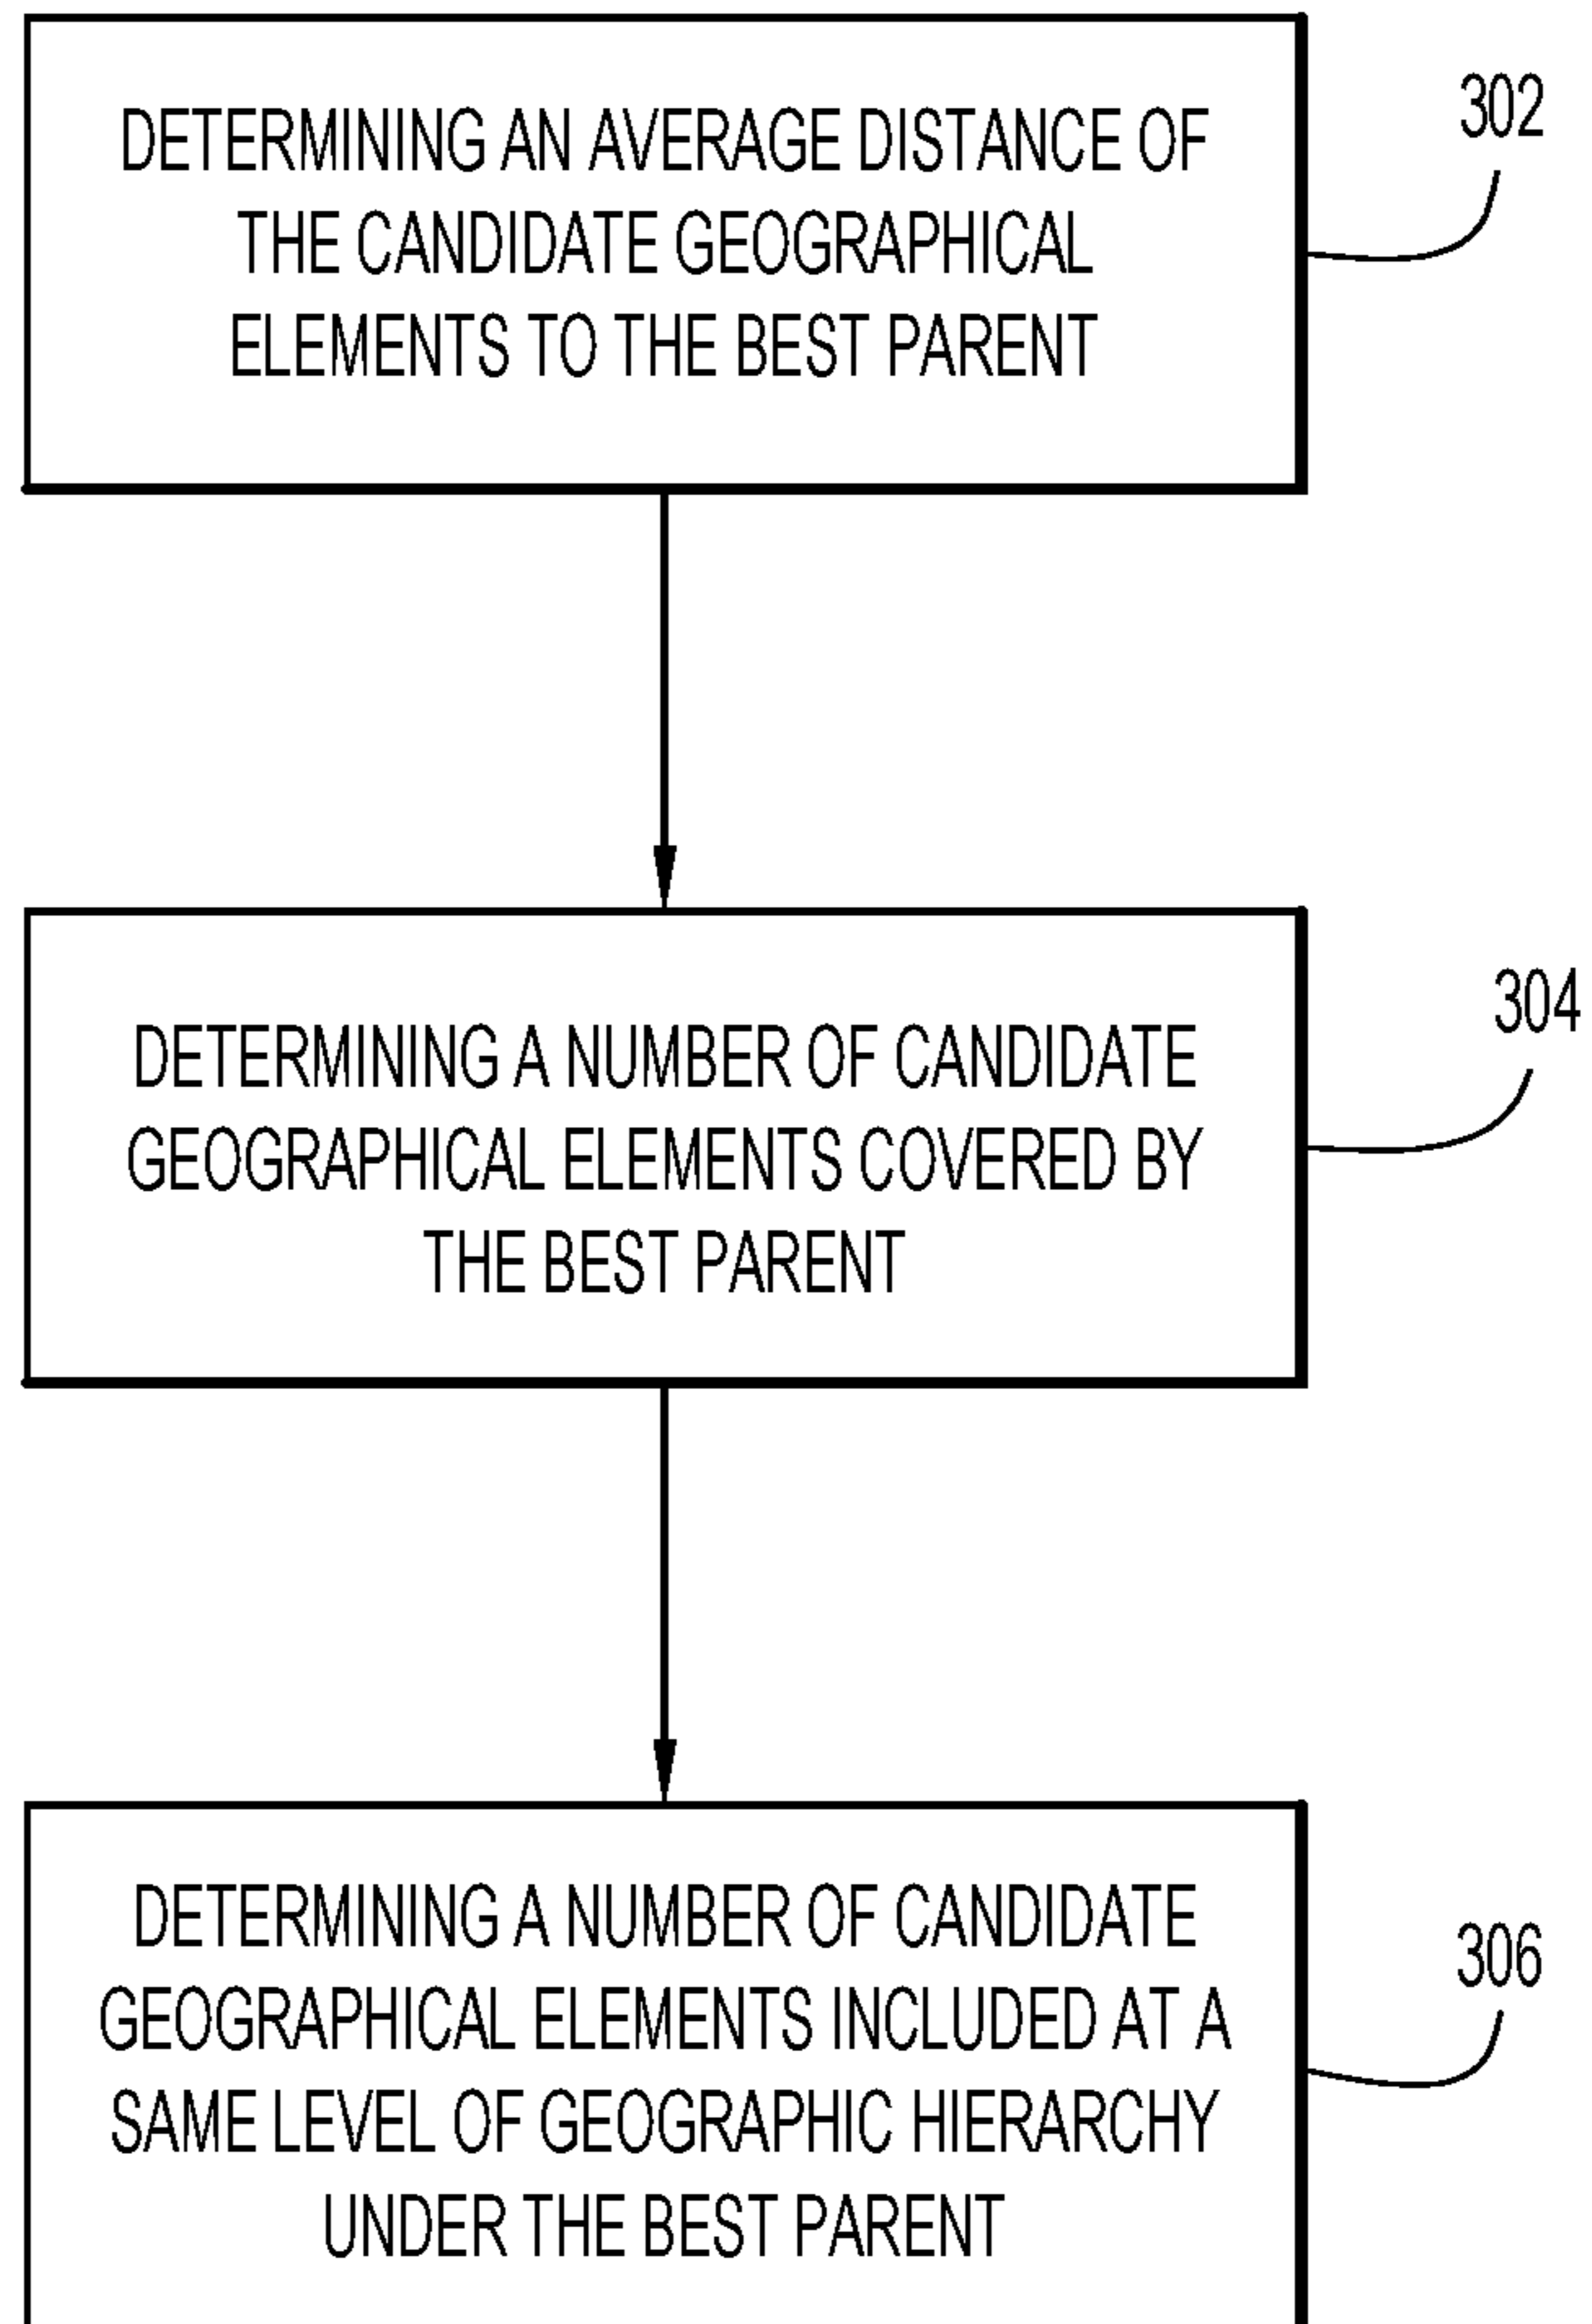 DETERMINING AN AVERAGE DISTANCE OF
THE CANDIDATE GEOGRAPHICAL
ELEMENTS TO THE BEST PARENT
302
DETERMINING A NUMBER OF CANDIDATE
GEOGRAPHICAL ELEMENTS COVERED BY
THE BEST PARENT
304
DETERMINING A NUMBER OF CANDIDATE
GEOGRAPHICAL ELEMENTS INCLUDED AT A
SAME LEVEL OF GEOGRAPHIC HIERARCHY
UNDER THE BEST PARENT
306